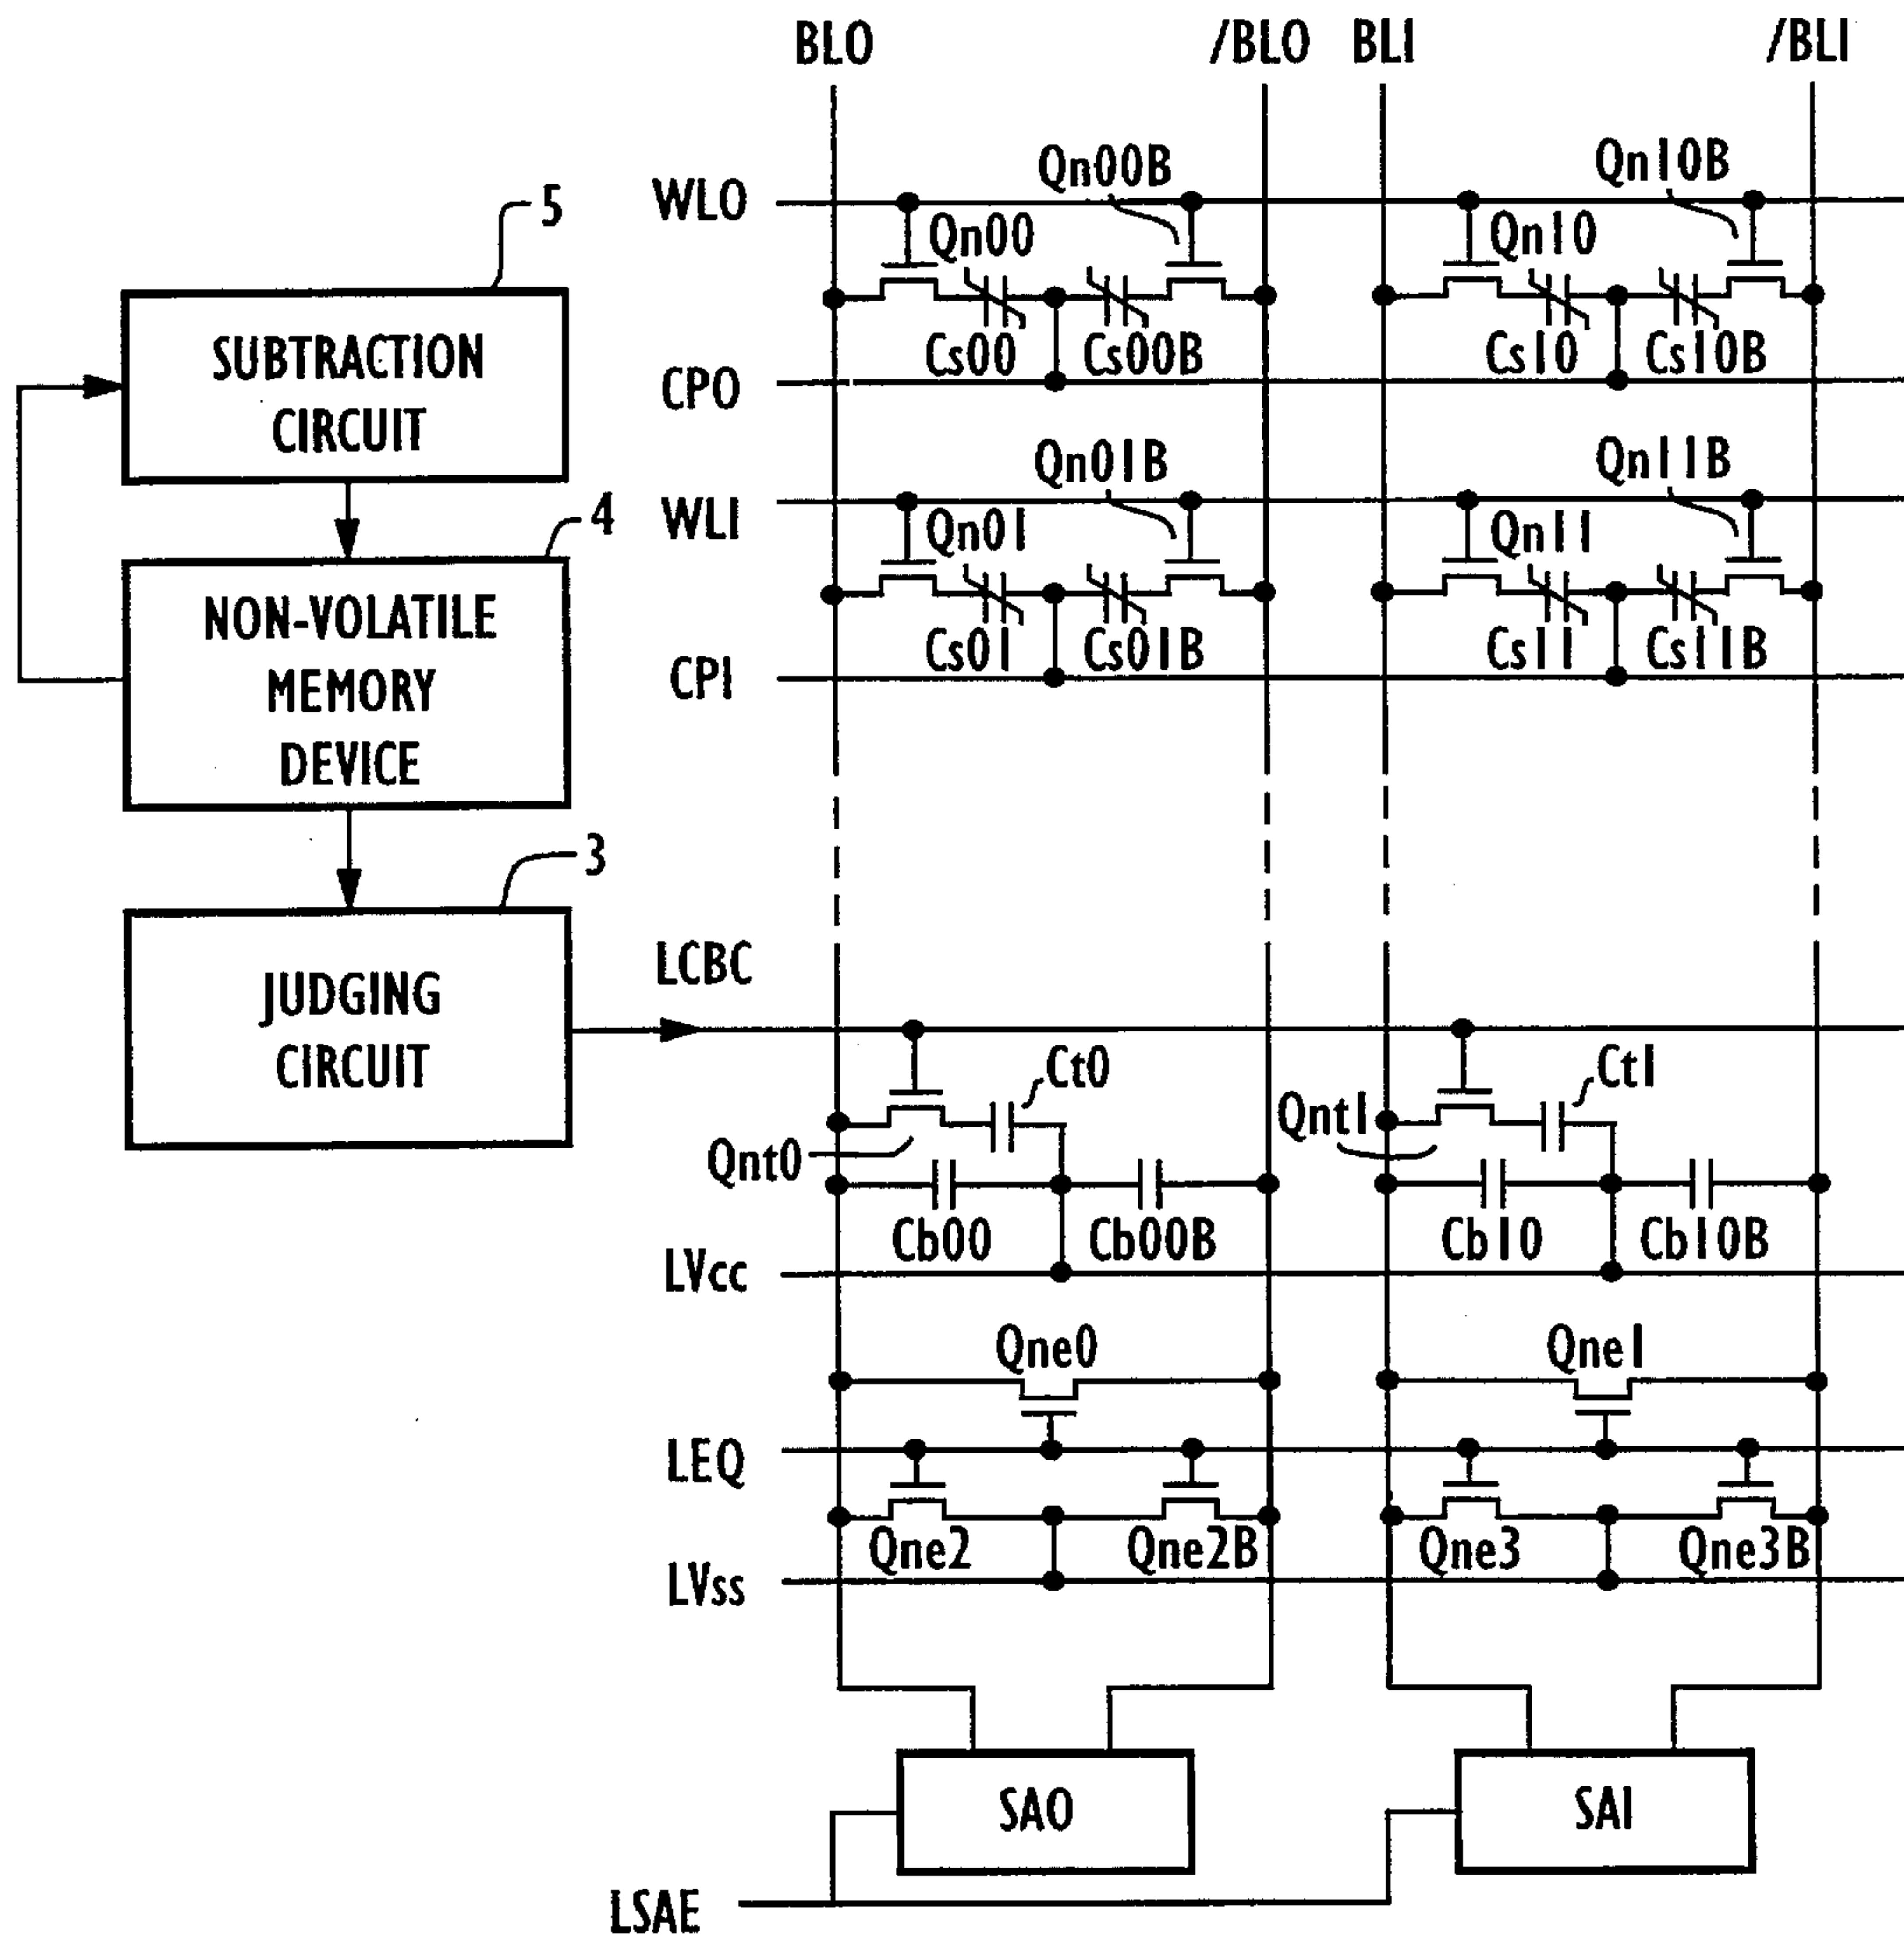 BL0 /BL0 BL1 /BL1
Qn00B Qn10B
WL0
5
Qn00 Qn10
SUBTRACTION
CIRCUIT
Cs00 Cs00B Cs10 Cs10B
CP0
Qn01B Qn11B
4
WL1
Qn01 Qn11
NON-VOLATILE
MEMORY
DEVICE
Cs01 Cs01B Cs11 Cs11B
CP1
3
LCBC
JUDGING
CIRCUIT
Ct0 Ct1
Qnt0 Qnt1
Cb00 Cb00B Cb10 Cb10B
LVcc
Qne0 Qne1
LEQ
Qne2 Qne2B Qne3 Qne3B
LVss
SA0 SA1
LSAE